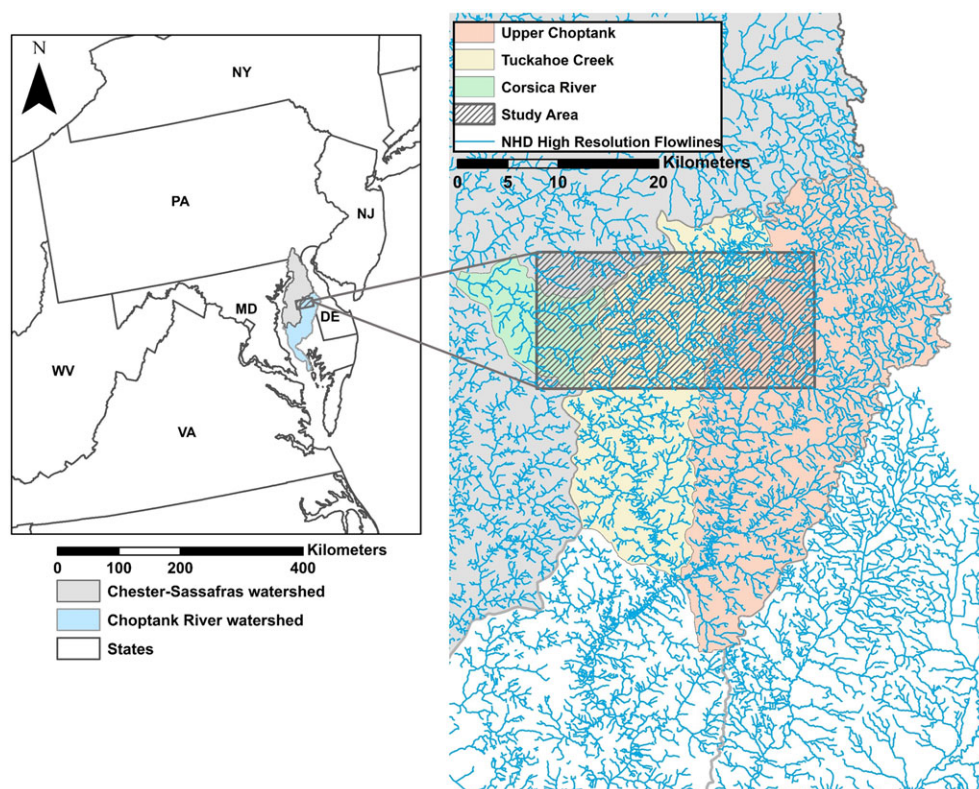 N
NY
PA
NJ
MD
DE
WV
VA
Kilometers
0 100 200 400
Chester-Sassafras watershed
Choptank River watershed
States
Upper Choptank
Tuckahoe Creek
Corsica River
Study Area
NHD High Resolution Flowlines
Kilometers
0 5 10 20